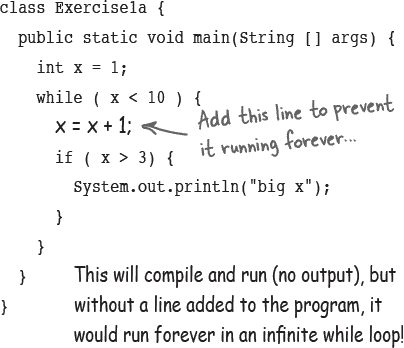 class Exercise1a {
public static void main(String [] args) {
int x = 1;
while ( x < 10 ) {
x = x + 1;
Add this line to prevent
it running forever...
if ( x > 3) {
System.out.println("big x");
}
}
}
This will compile and run (no output), but
}
without a line added to the program, it
would run forever in an infinite while loop!